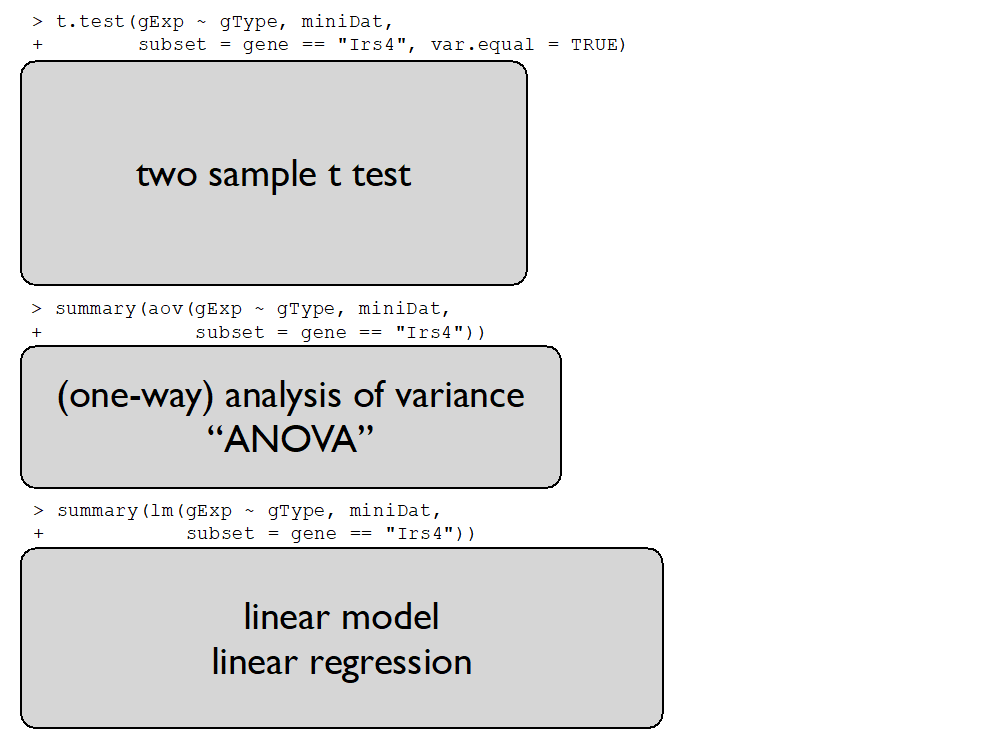 > t.test(gExp ~ gType, miniDat,
+ subset = gene == "Irs4", var.equal = TRUE)
two sample t test
> summary(aov(gExp ~ gType, miniDat,
+ subset = gene == "Irs4"))
(one-way) analysis of variance
“ANOVA”
> summary(lm(gExp ~ gType, miniDat,
+ subset = gene == "Irs4"))
linear model
linear regression